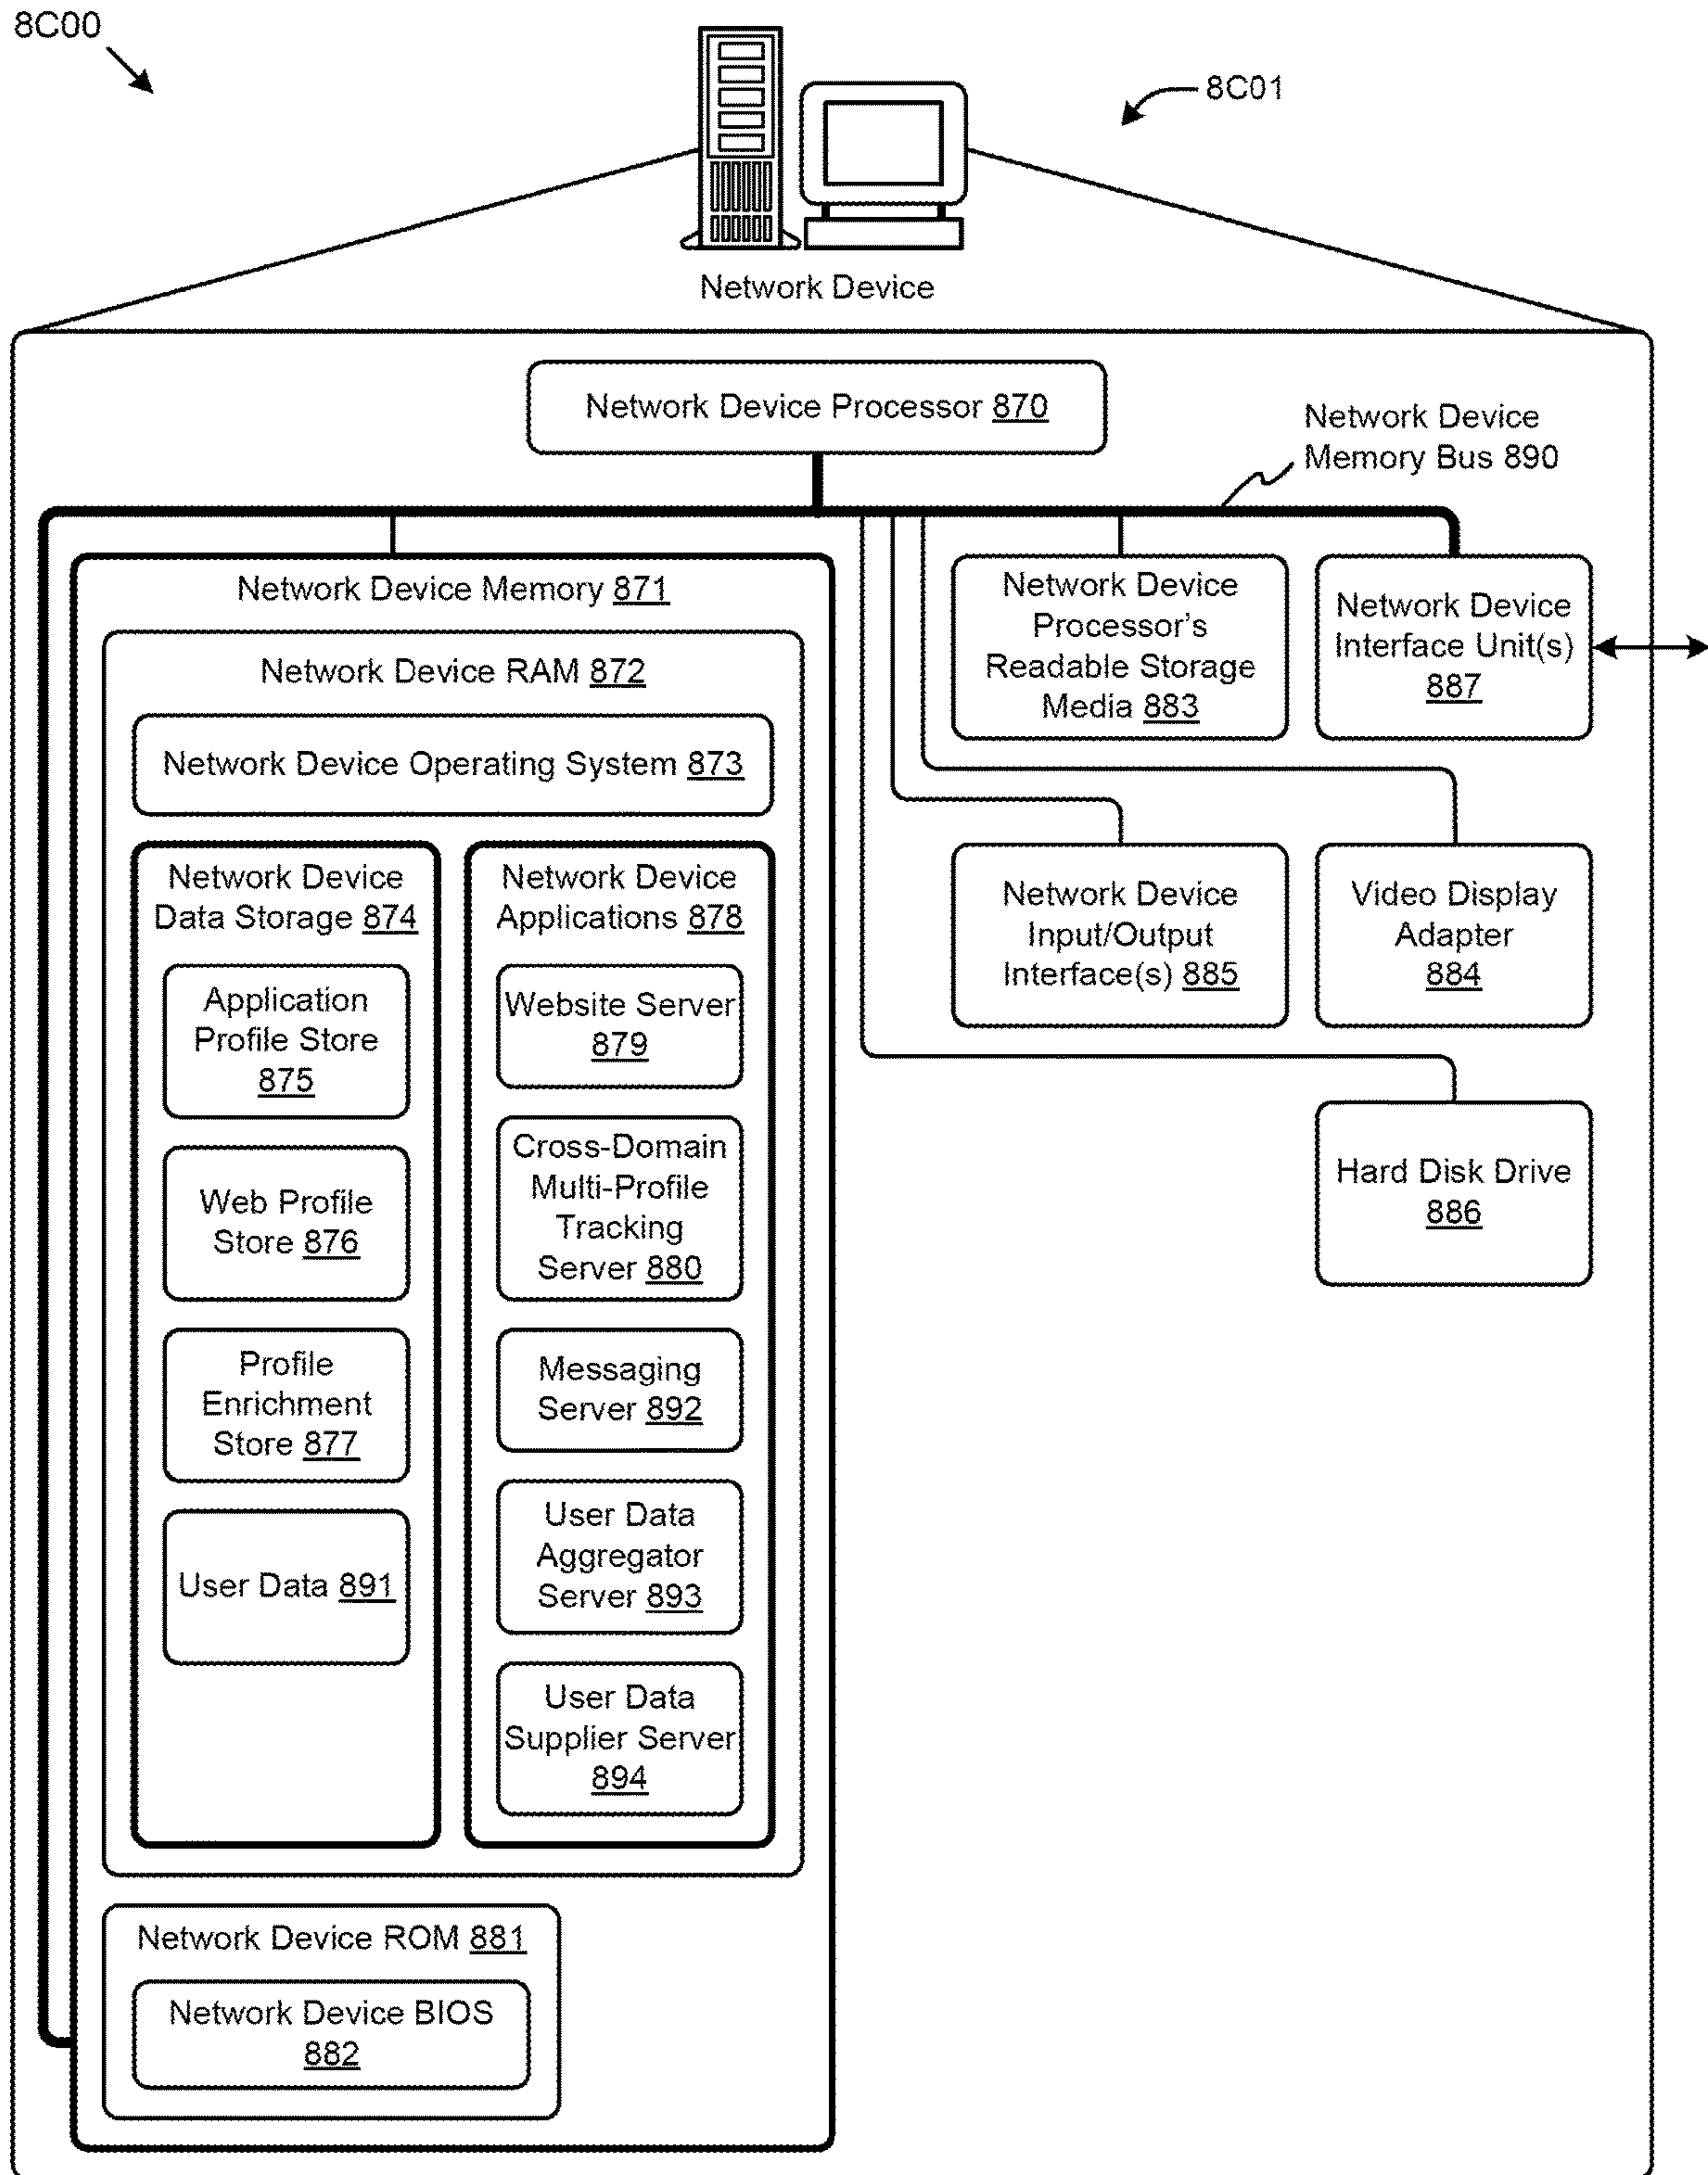 8C00
8C01
Network Device
Network Device Processor 870
Network Device
Memory Bus 890
Network Device Memory 871
Network Device RAM 872
Network Device Operating System 873
Network Device
Data Storage 874
Application
Profile Store
875
Web Profile
Store 876
Profile
Enrichment
Store 877
User Data 891
Network Device
Applications 878
Website Server
879
Cross-Domain
Multi-Profile
Tracking
Server 880
Messaging
Server 892
User Data
Aggregator
Server 893
User Data
Supplier Server
894
Network Device ROM 881
Network Device BIOS
882
Network Device
Processor's
Readable Storage
Media 883
Network Device
Interface Unit(s)
887
Network Device
Input/Output
Interface(s) 885
Video Display
Adapter
884
Hard Disk Drive
886